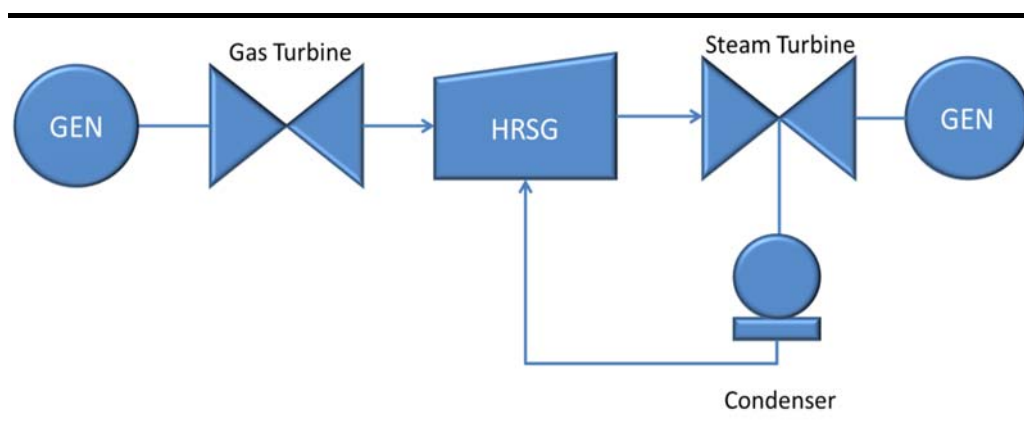 Gas Turbine
Steam Turbine
GEN
HRSG
GEN
Condenser